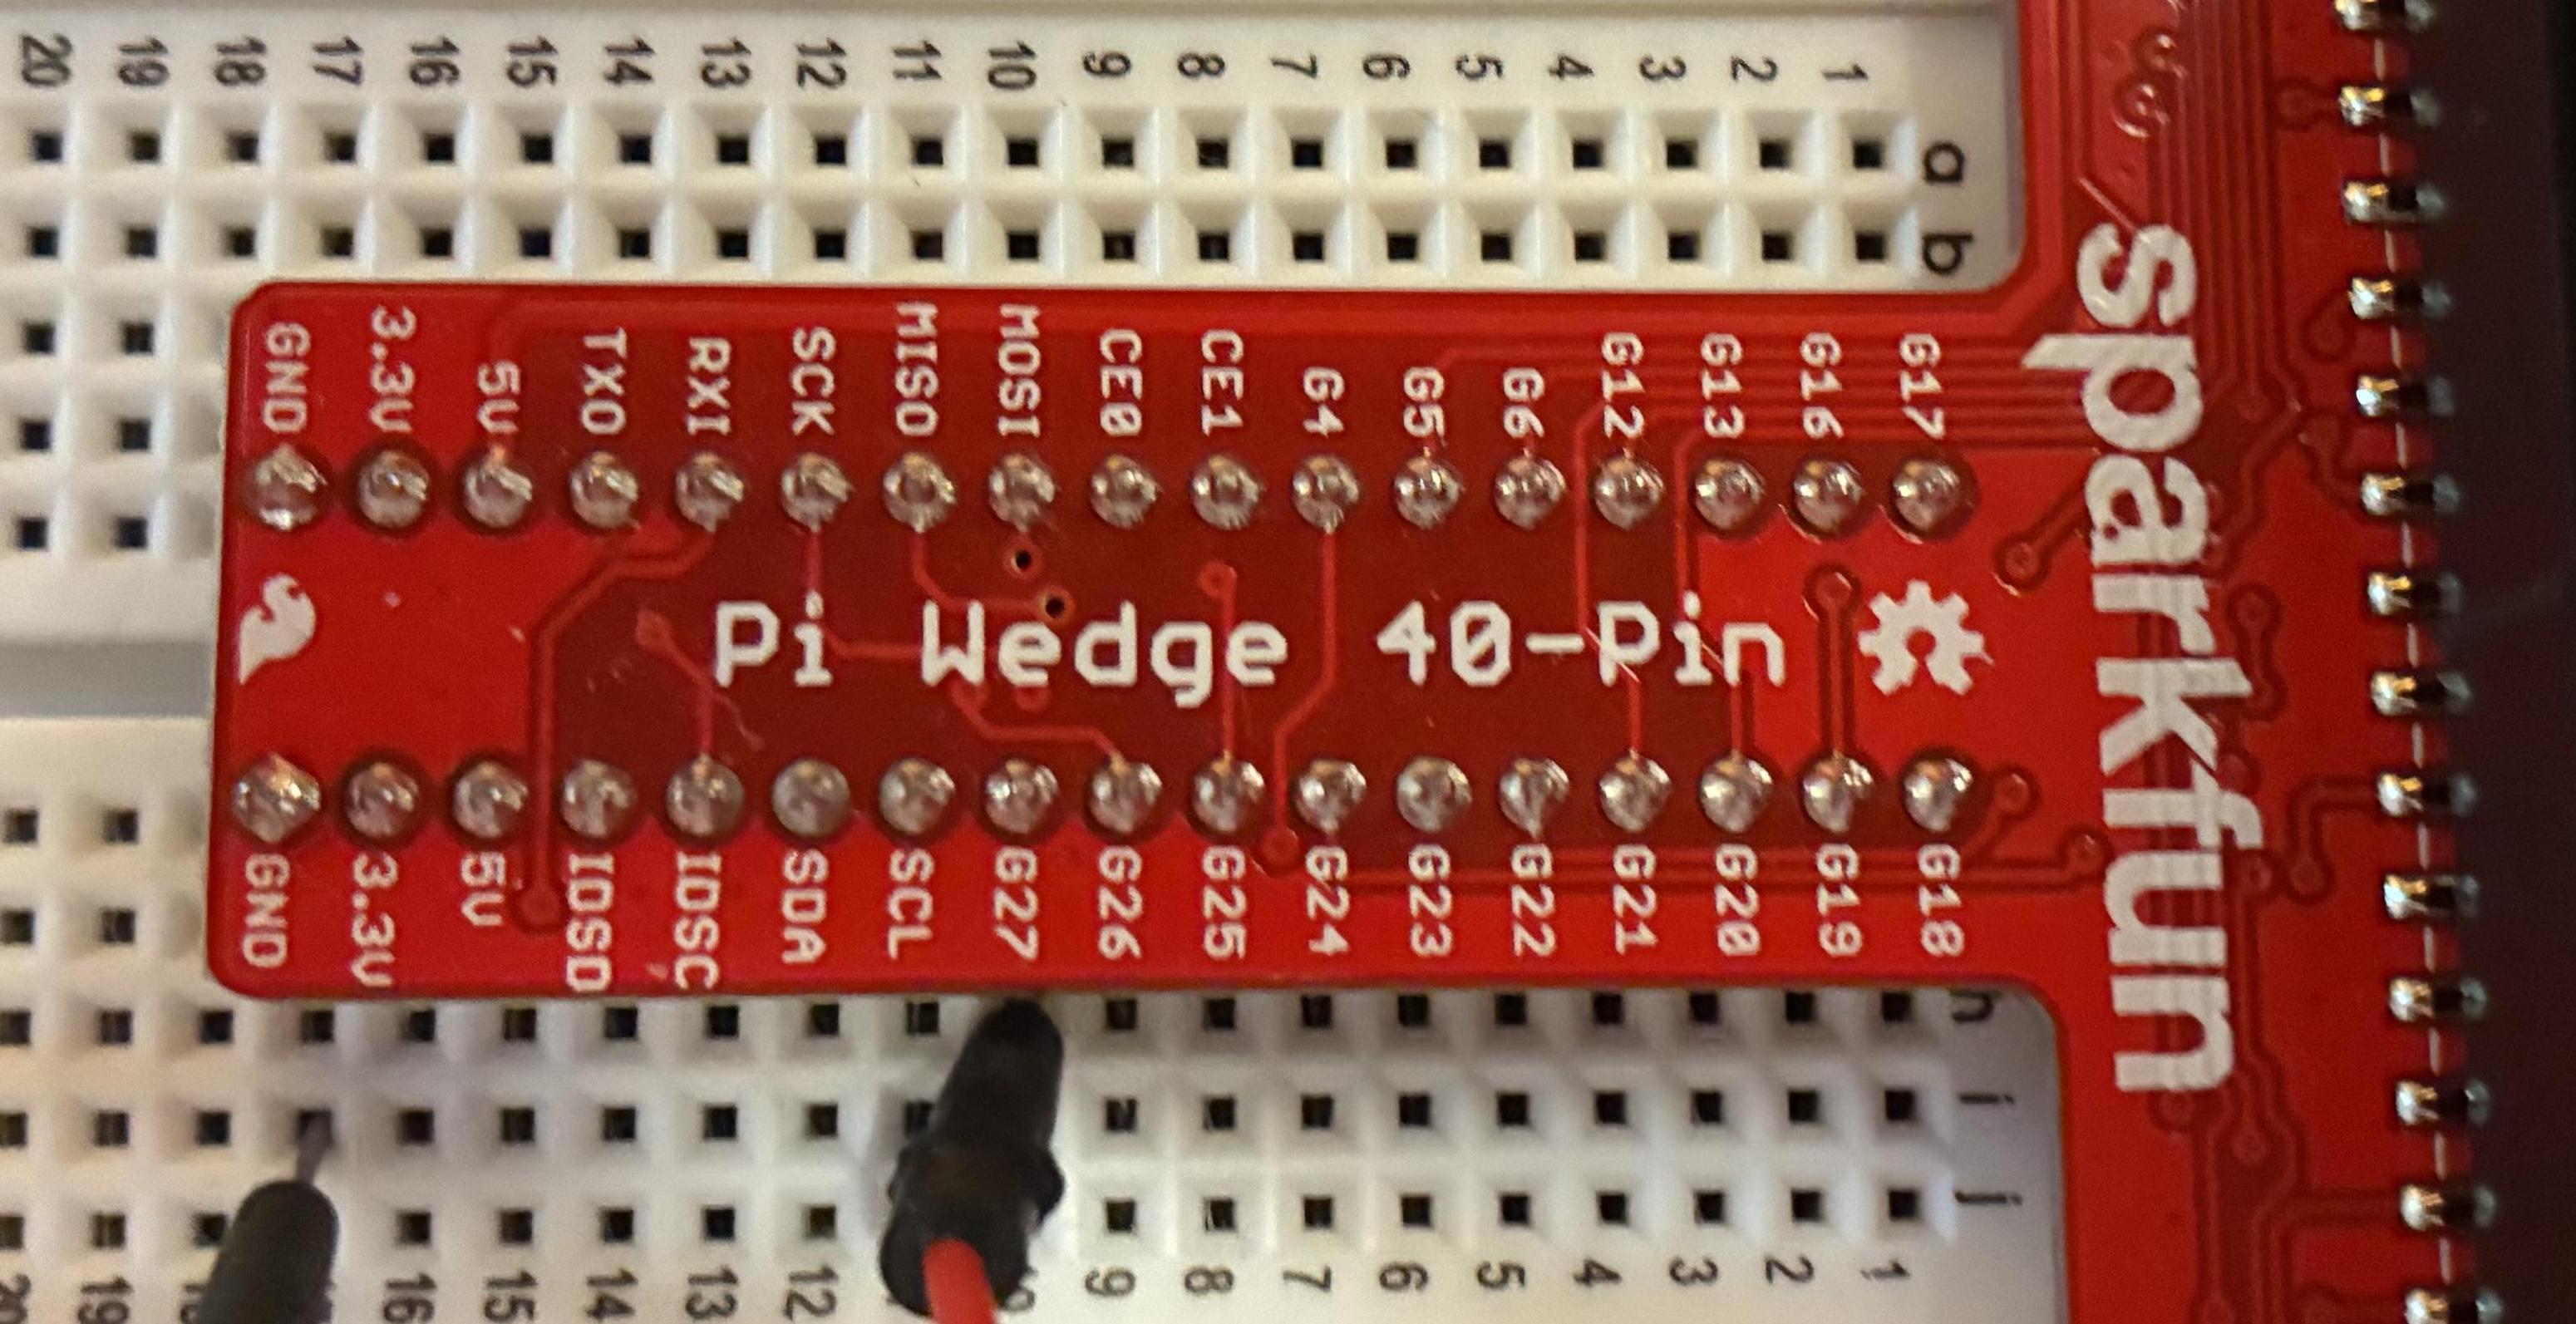 20 19 18 17 16 15 14 13 12 11 10 9 8 7 6 5 4 3 2 1
a
b
GND 3.3V 5V TXO RXI SCK MISO MOSI CE0 CE1 G4 G5 G6 G12 G13 G16 G17
Pi Wedge 40-Pin
sparkfun
GND 3.3V 5V IDSD IDSC SDA SCL G27 G26 G25 G24 G23 G22 G21 G20 G19 G18
h
i
j
20 19 16 15 14 13 12 9 8 7 6 5 4 3 2 1